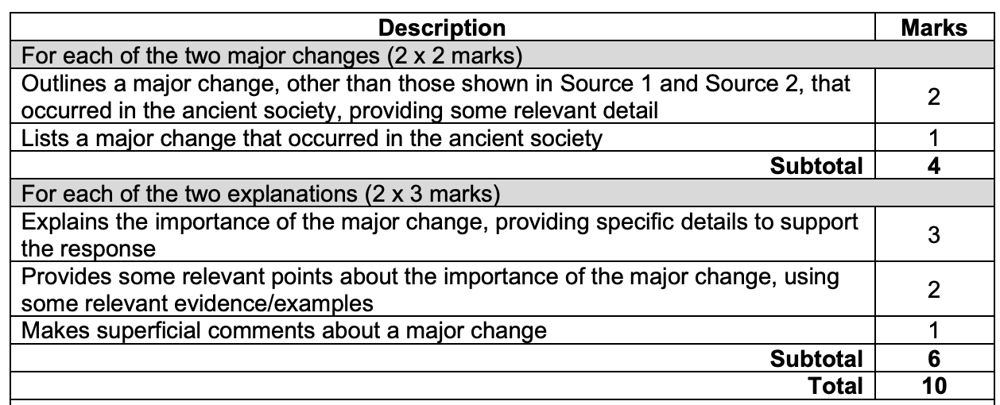 Description Marks
For each of the two major changes (2 x 2 marks)
Outlines a major change, other than those shown in Source 1 and Source 2, that
occurred in the ancient society, providing some relevant detail
2
Lists a major change that occurred in the ancient society 1
Subtotal 4
For each of the two explanations (2 x 3 marks)
Explains the importance of the major change, providing specific details to support
the response
3
Provides some relevant points about the importance of the major change, using
some relevant evidence/examples
2
Makes superficial comments about a major change 1
Subtotal 6
Total 10